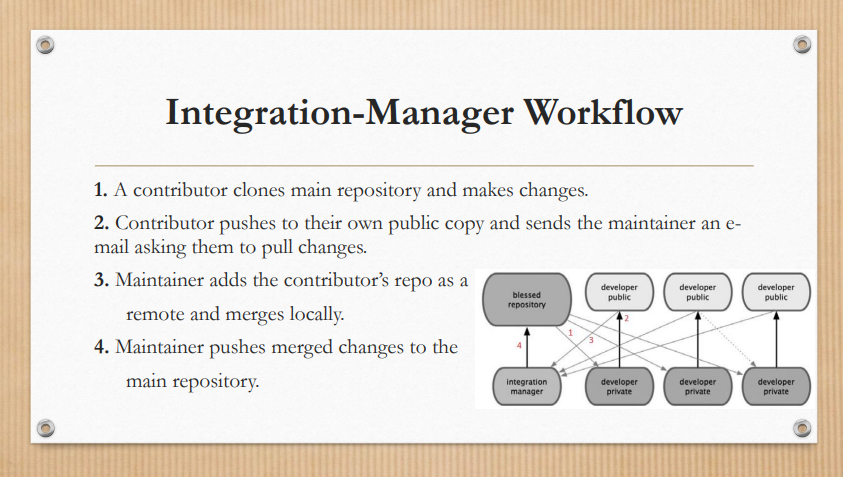 Integration-Manager Workflow
1. A contributor clones main repository and makes changes.
2. Contributor pushes to their own public copy and sends the maintainer an e-
mail asking them to pull changes.
3. Maintainer adds the contributor's repo as a
remote and merges locally.
4. Maintainer pushes merged changes to the
main repository.
blessed
repository
developer
public
developer
public
developer
public
1
2
3
4
integration
manager
developer
private
developer
private
developer
private